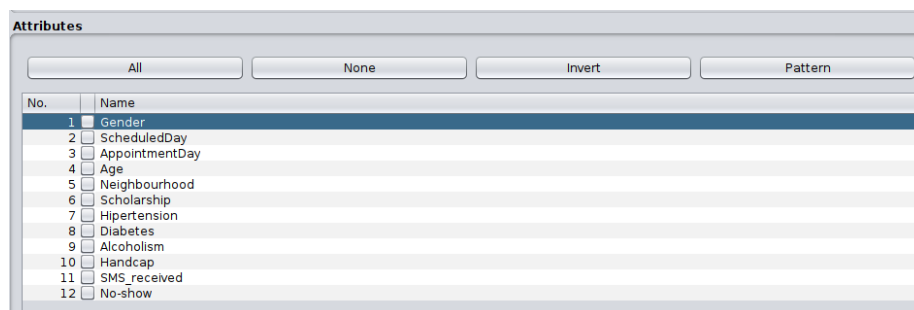 Attributes
All None Invert Pattern
No. Name
1 Gender
2 ScheduledDay
3 AppointmentDay
4 Age
5 Neighbourhood
6 Scholarship
7 Hipertension
8 Diabetes
9 Alcoholism
10 Handcap
11 SMS_received
12 No-show